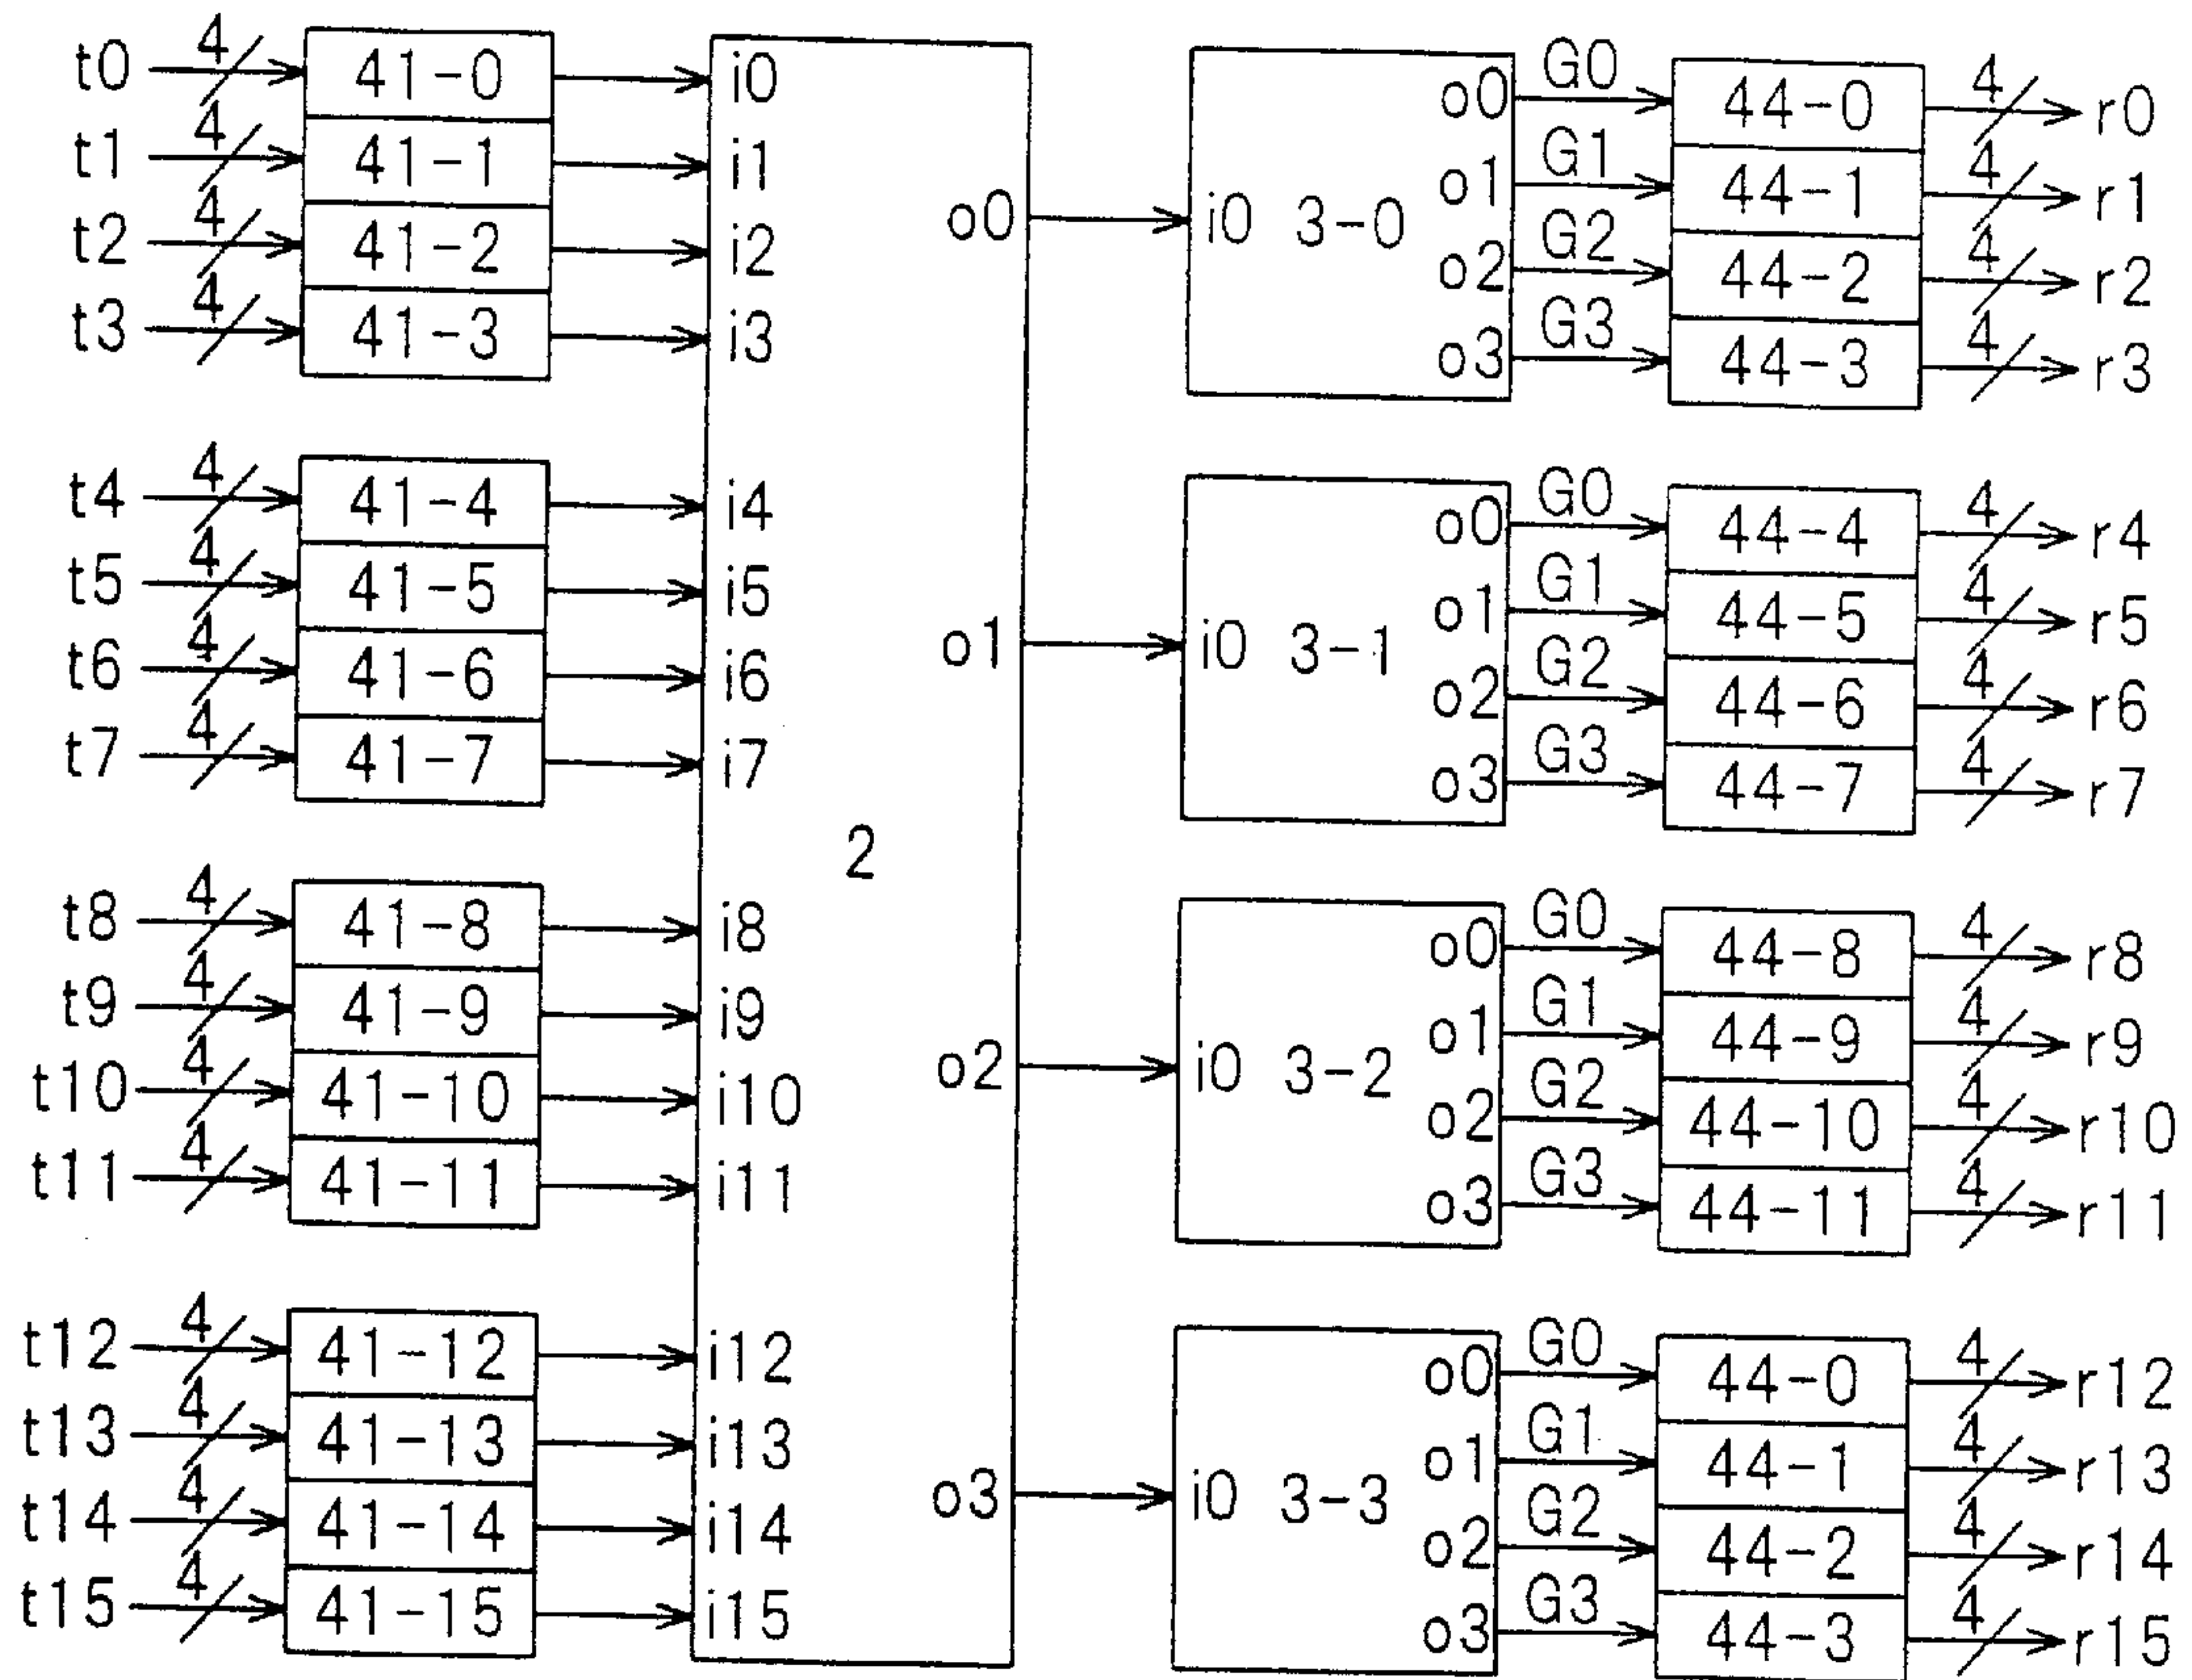 t0 4 41-0 i0 o0 G0 44-0 4 r0
t1 4 41-1 i1 o1 G1 44-1 4 r1
o0 i0 3-0
t2 4 41-2 i2 o2 G2 44-2 4 r2
t3 4 41-3 i3 o3 G3 44-3 4 r3
t4 4 41-4 i4 o0 G0 44-4 4 r4
t5 4 41-5 i5 o1 G1 44-5 4 r5
o1 i0 3-1
t6 4 41-6 i6 o2 G2 44-6 4 r6
t7 4 41-7 i7 o3 G3 44-7 4 r7
2
t8 4 41-8 i8 o0 G0 44-8 4 r8
t9 4 41-9 i9 o1 G1 44-9 4 r9
o2 i0 3-2
t10 4 41-10 i10 o2 G2 44-10 4 r10
t11 4 41-11 i11 o3 G3 44-11 4 r11
t12 4 41-12 i12 o0 G0 44-0 4 r12
t13 4 41-13 i13 o1 G1 44-1 4 r13
o3 i0 3-3
t14 4 41-14 i14 o2 G2 44-2 4 r14
t15 4 41-15 i15 o3 G3 44-3 4 r15